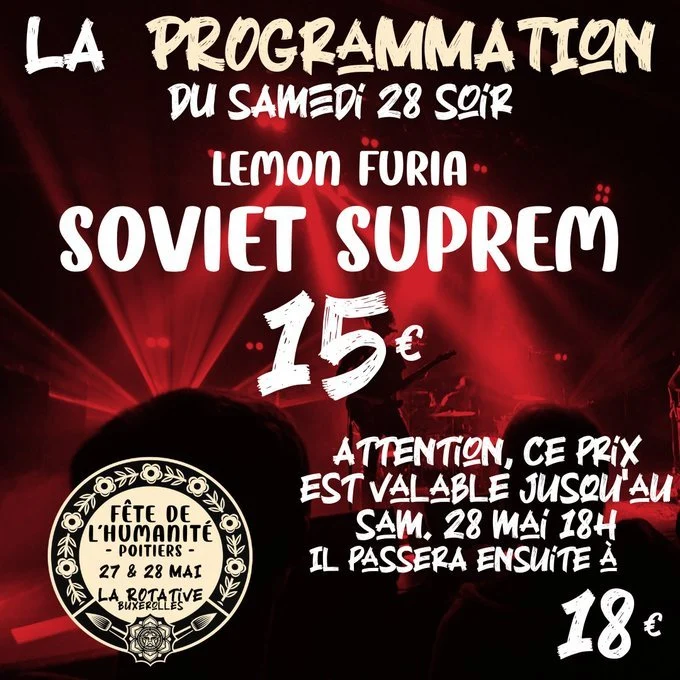 LA PROGRAMMATION
DU SAMEDI 28 SOIR
LEMON FURIA
SOVIET SUPREM
15€
ATTENTION, CE PRIX
EST VALABLE JUSQU'AU
SAM. 28 MAI 18H
IL PASSERA ENSUITE À
18€
FÊTE DE
L'HUMANITÉ
- POITIERS -
27 & 28 MAI
LA ROTATIVE
BUXEROLLES